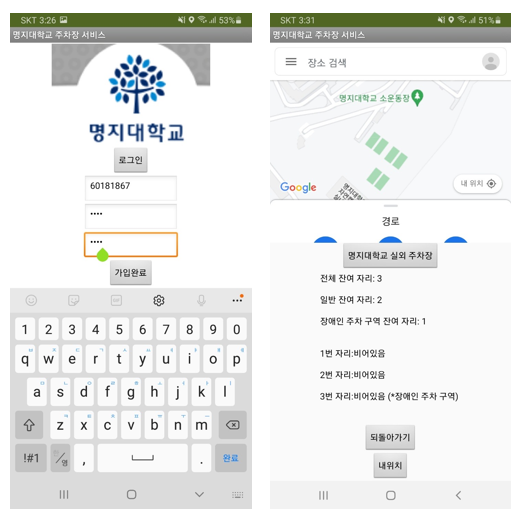 SKT 3:26 53%
명지대학교 주차장 서비스
명지대학교
로그인
60181867
••••
••••
가입완료
GIF
1 2 3 4 5 6 7 8 9 0
q w e r t y u i o p
a s d f g h j k l
z x c v b n m
!#1 , . 완료
SKT 3:31 51%
명지대학교 주차장 서비스
장소 검색
명지대학교 소운동장
명지대학교
Google
내 위치
경로
명지대학교 실외 주차장
전체 잔여 자리: 3
일반 잔여 자리: 2
장애인 주차 구역 잔여 자리: 1
1번 자리:비어있음
2번 자리:비어있음
3번 자리:비어있음 (*장애인 주차 구역)
되돌아가기
내위치